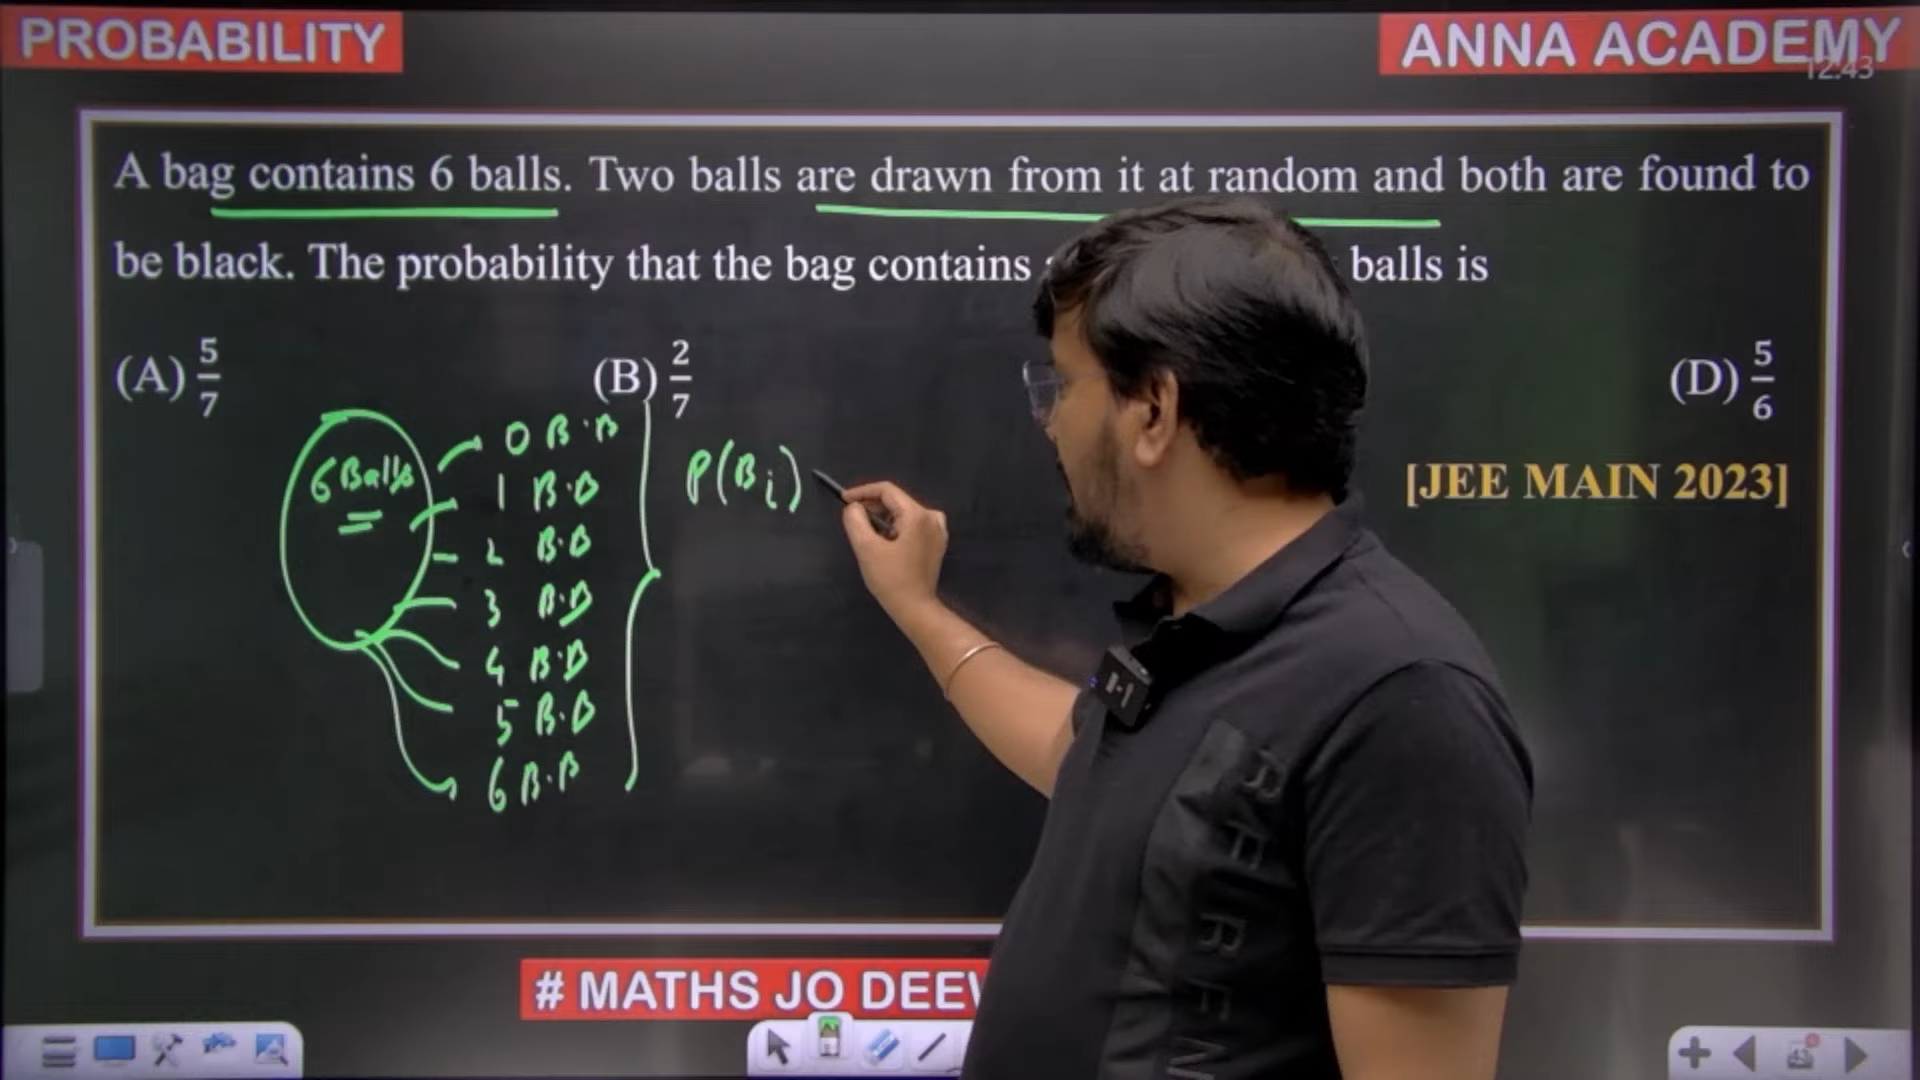 PROBABILITY
ANNA ACADEMY
12:43
A bag contains 6 balls. Two balls are drawn from it at random and both are found to
be black. The probability that the bag contains balls is
(A) 5/7
(B) 2/7
(D) 5/6
[JEE MAIN 2023]
6 Balls
0 B.B
1 B.B
2 B.B
3 B.B
4 B.B
5 B.B
6 B.B
P(Bi)
# MATHS JO